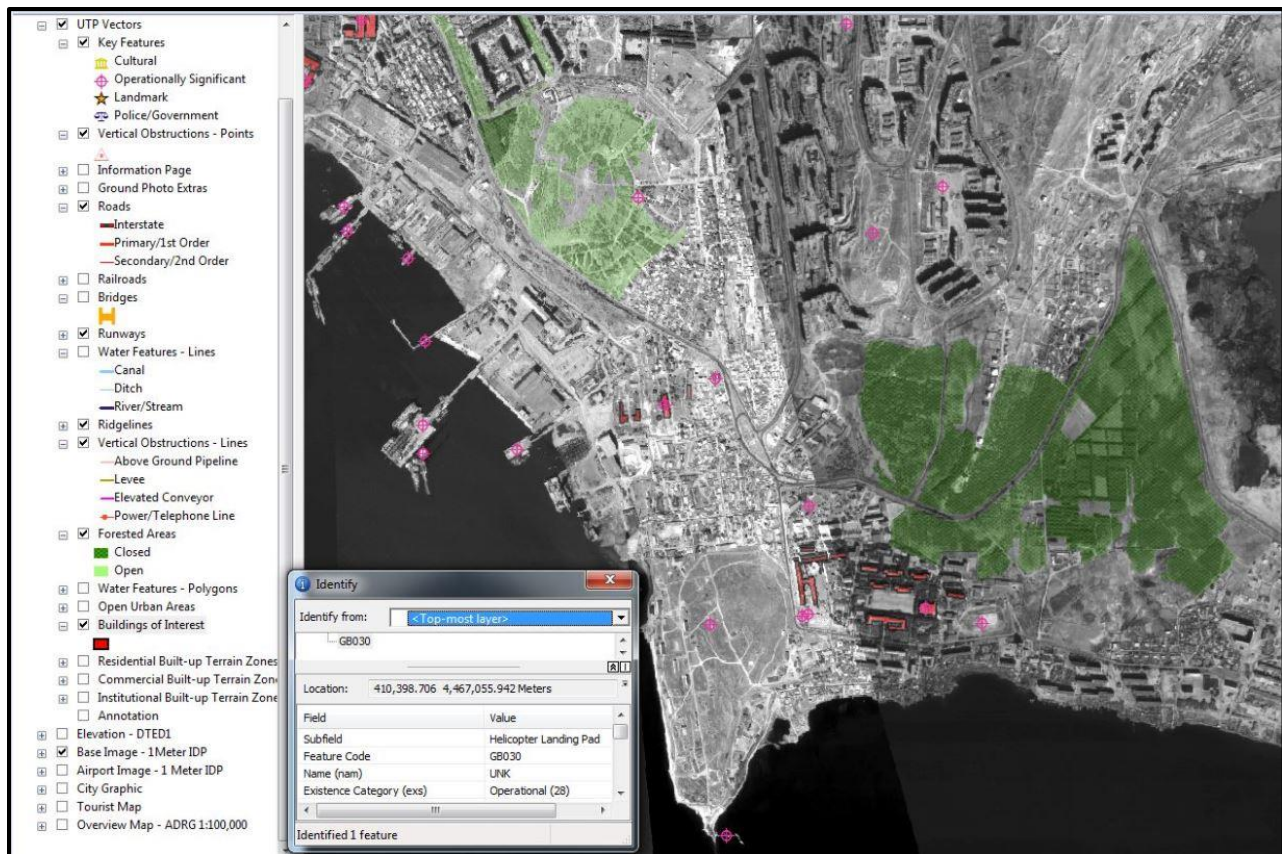 UTP Vectors
Key Features
Cultural
Operationally Significant
Landmark
Police/Government
Vertical Obstructions - Points
Information Page
Ground Photo Extras
Roads
Interstate
Primary/1st Order
Secondary/2nd Order
Railroads
Bridges
Runways
Water Features - Lines
Canal
Ditch
River/Stream
Ridgelines
Vertical Obstructions - Lines
Above Ground Pipeline
Levee
Elevated Conveyor
Power/Telephone Line
Forested Areas
Closed
Open
Water Features - Polygons
Open Urban Areas
Buildings of Interest
Residential Built-up Terrain Zones
Commercial Built-up Terrain Zone
Institutional Built-up Terrain Zone
Annotation
Elevation - DTED1
Base Image - 1Meter IDP
Airport Image - 1 Meter IDP
City Graphic
Tourist Map
Overview Map - ADRG 1:100,000
Identify
Identify from: <Top-most layer>
GB030
Location: 410,398.706 4,467,055.942 Meters
Field Value
Subfield Helicopter Landing Pad
Feature Code GB030
Name (nam) UNK
Existence Category (exs) Operational (28)
Identified 1 feature